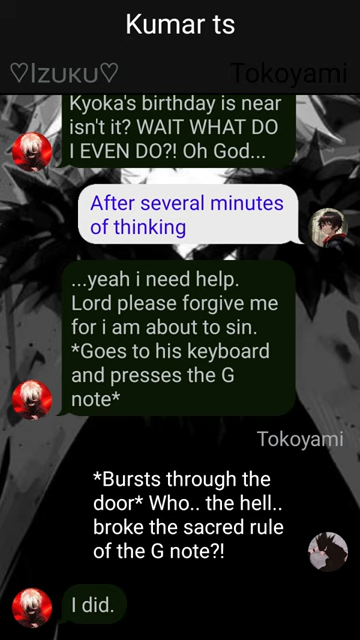 Kumar ts
♡Izuku♡
Tokoyami
Kyoka's birthday is near
isn't it? WAIT WHAT DO
I EVEN DO?! Oh God...
After several minutes
of thinking
...yeah i need help.
Lord please forgive me
for i am about to sin.
*Goes to his keyboard
and presses the G
note*
Tokoyami
*Bursts through the
door* Who.. the hell..
broke the sacred rule
of the G note?!
I did.